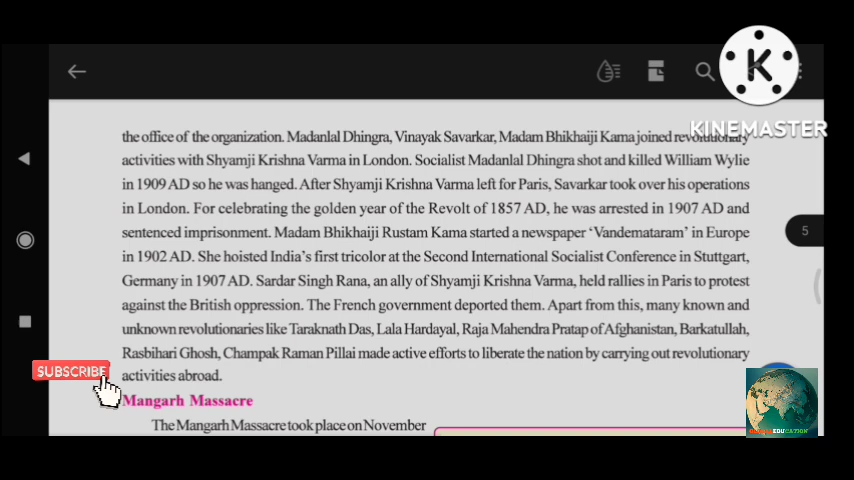 the office of the organization. Madanlal Dhingra, Vinayak Savarkar, Madam Bhikhaiji Kama joined revolutionary
KINEMASTER
activities with Shyamji Krishna Varma in London. Socialist Madanlal Dhingra shot and killed William Wylie
in 1909 AD so he was hanged. After Shyamji Krishna Varma left for Paris, Savarkar took over his operations
in London. For celebrating the golden year of the Revolt of 1857 AD, he was arrested in 1907 AD and
5
sentenced imprisonment. Madam Bhikhaiji Rustam Kama started a newspaper ‘Vandemataram’ in Europe
in 1902 AD. She hoisted India’s first tricolor at the Second International Socialist Conference in Stuttgart,
Germany in 1907 AD. Sardar Singh Rana, an ally of Shyamji Krishna Varma, held rallies in Paris to protest
against the British oppression. The French government deported them. Apart from this, many known and
unknown revolutionaries like Taraknath Das, Lala Hardayal, Raja Mahendra Pratap of Afghanistan, Barkatullah,
Rasbihari Ghosh, Champak Raman Pillai made active efforts to liberate the nation by carrying out revolutionary
SUBSCRIBE
activities abroad.
Mangarh Massacre
The Mangarh Massacre took place on November
EDUCATION